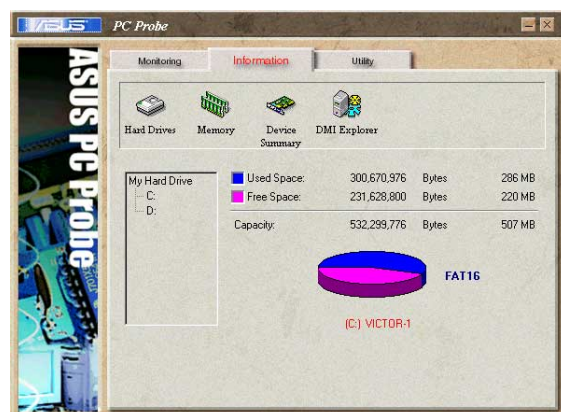 /ISUS PC Probe
ASUS PC Probe
Monitoring Information Utility
Hard Drives Memory Device Summary DMI Explorer
My Hard Drive
C:
D:
Used Space: 300,670,976 Bytes 286 MB
Free Space: 231,628,800 Bytes 220 MB
Capacity: 532,299,776 Bytes 507 MB
FAT16
(C:) VICTOR-1